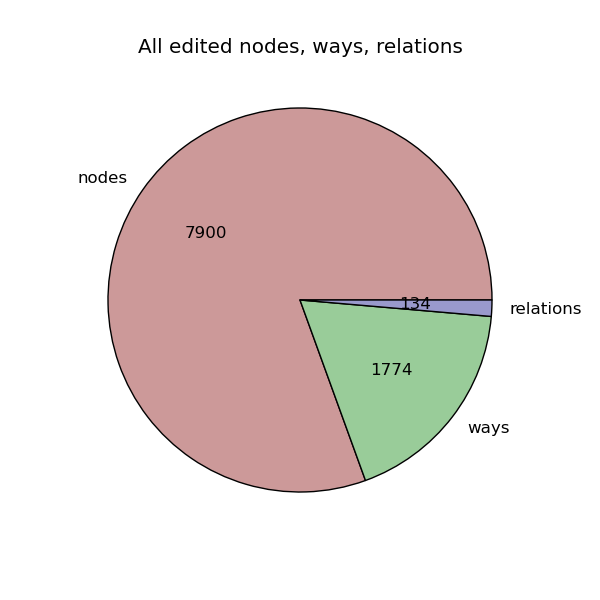 All edited nodes, ways, relations
nodes
7900
134
relations
1774
ways